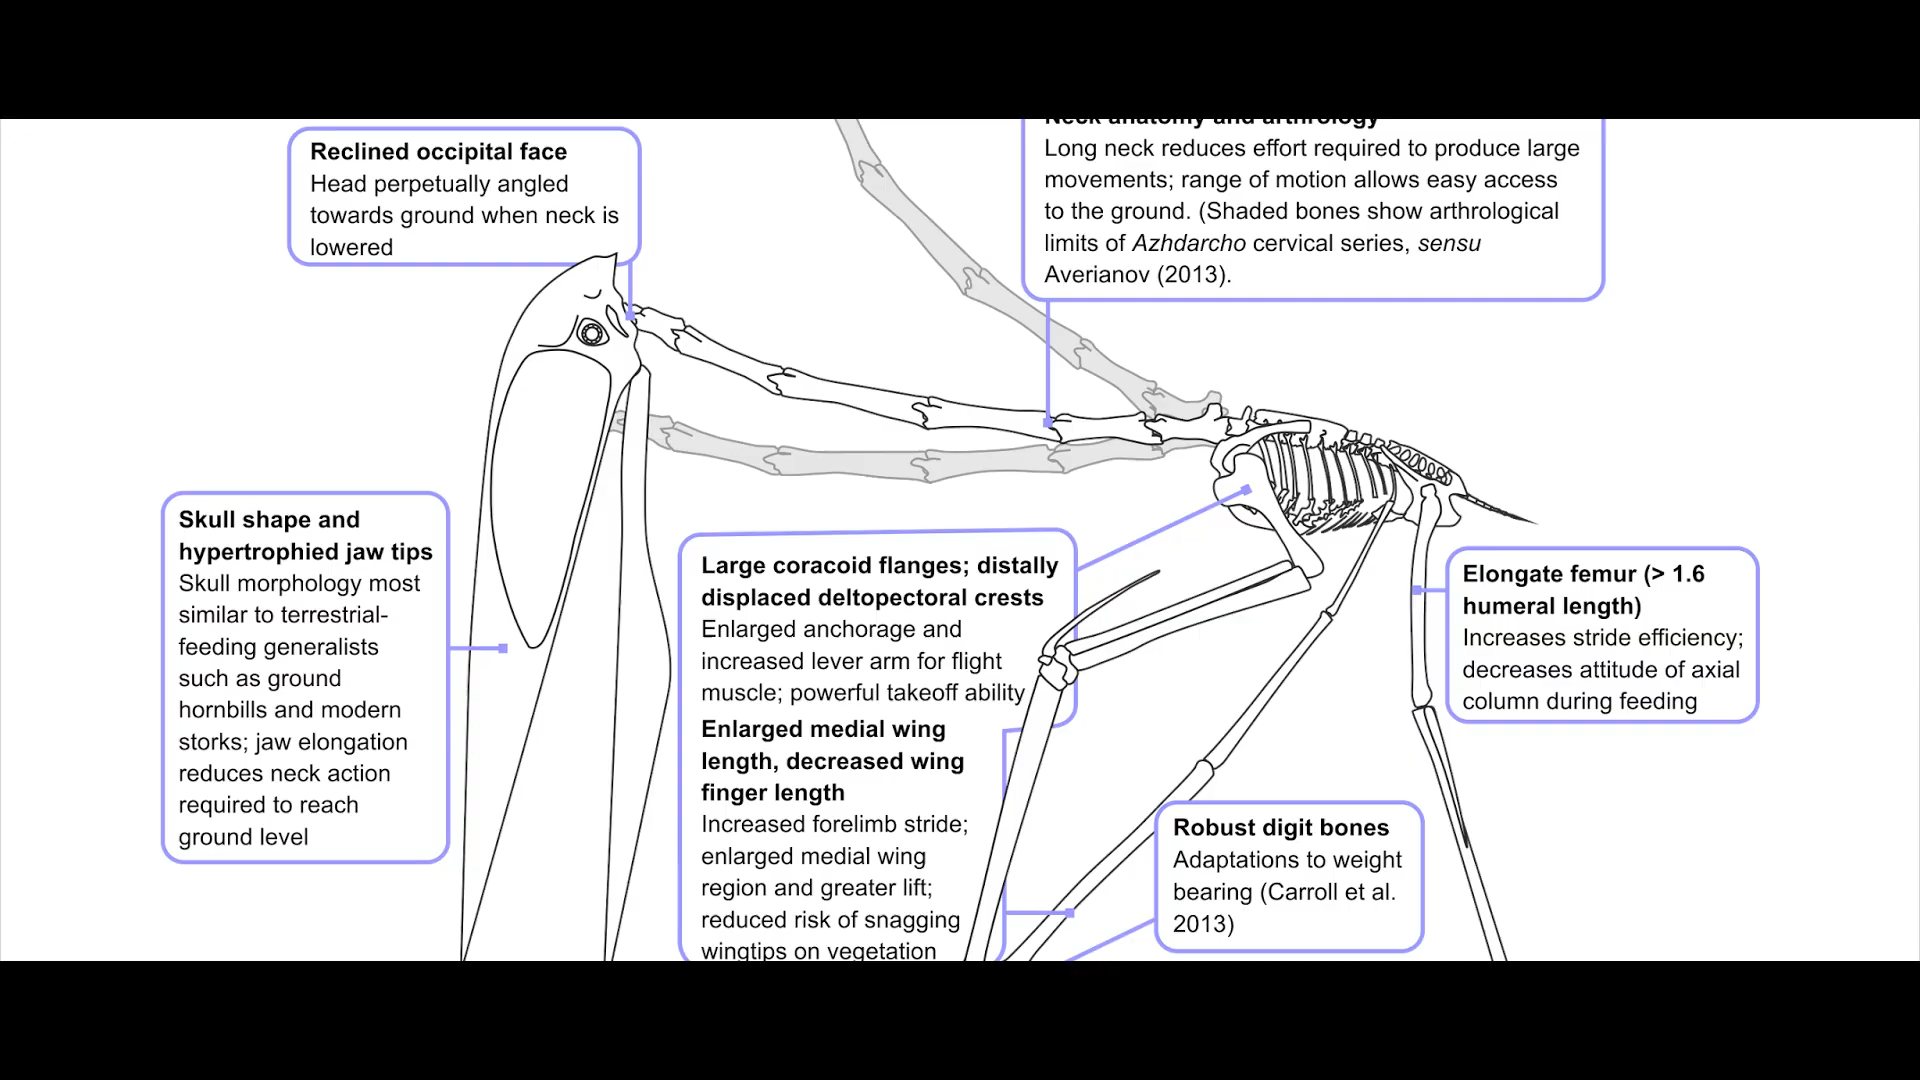 Reclined occipital face
Head perpetually angled
towards ground when neck is
lowered
Neck anatomy and arthrology
Long neck reduces effort required to produce large
movements; range of motion allows easy access
to the ground. (Shaded bones show arthrological
limits of Azhdarcho cervical series, sensu
Averianov (2013).
Skull shape and
hypertrophied jaw tips
Skull morphology most
similar to terrestrial-
feeding generalists
such as ground
hornbills and modern
storks; jaw elongation
reduces neck action
required to reach
ground level
Large coracoid flanges; distally
displaced deltopectoral crests
Enlarged anchorage and
increased lever arm for flight
muscle; powerful takeoff ability
Enlarged medial wing
length, decreased wing
finger length
Increased forelimb stride;
enlarged medial wing
region and greater lift;
reduced risk of snagging
wingtips on vegetation
Elongate femur (> 1.6
humeral length)
Increases stride efficiency;
decreases attitude of axial
column during feeding
Robust digit bones
Adaptations to weight
bearing (Carroll et al.
2013)